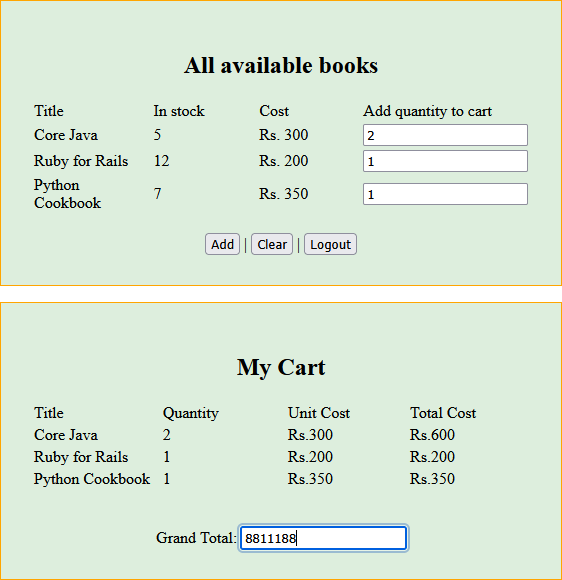 All available books
Title In stock Cost Add quantity to cart
Core Java 5 Rs. 300 2
Ruby for Rails 12 Rs. 200 1
Python
Cookbook 7 Rs. 350 1
Add | Clear | Logout
My Cart
Title Quantity Unit Cost Total Cost
Core Java 2 Rs.300 Rs.600
Ruby for Rails 1 Rs.200 Rs.200
Python Cookbook 1 Rs.350 Rs.350
Grand Total: 8811188